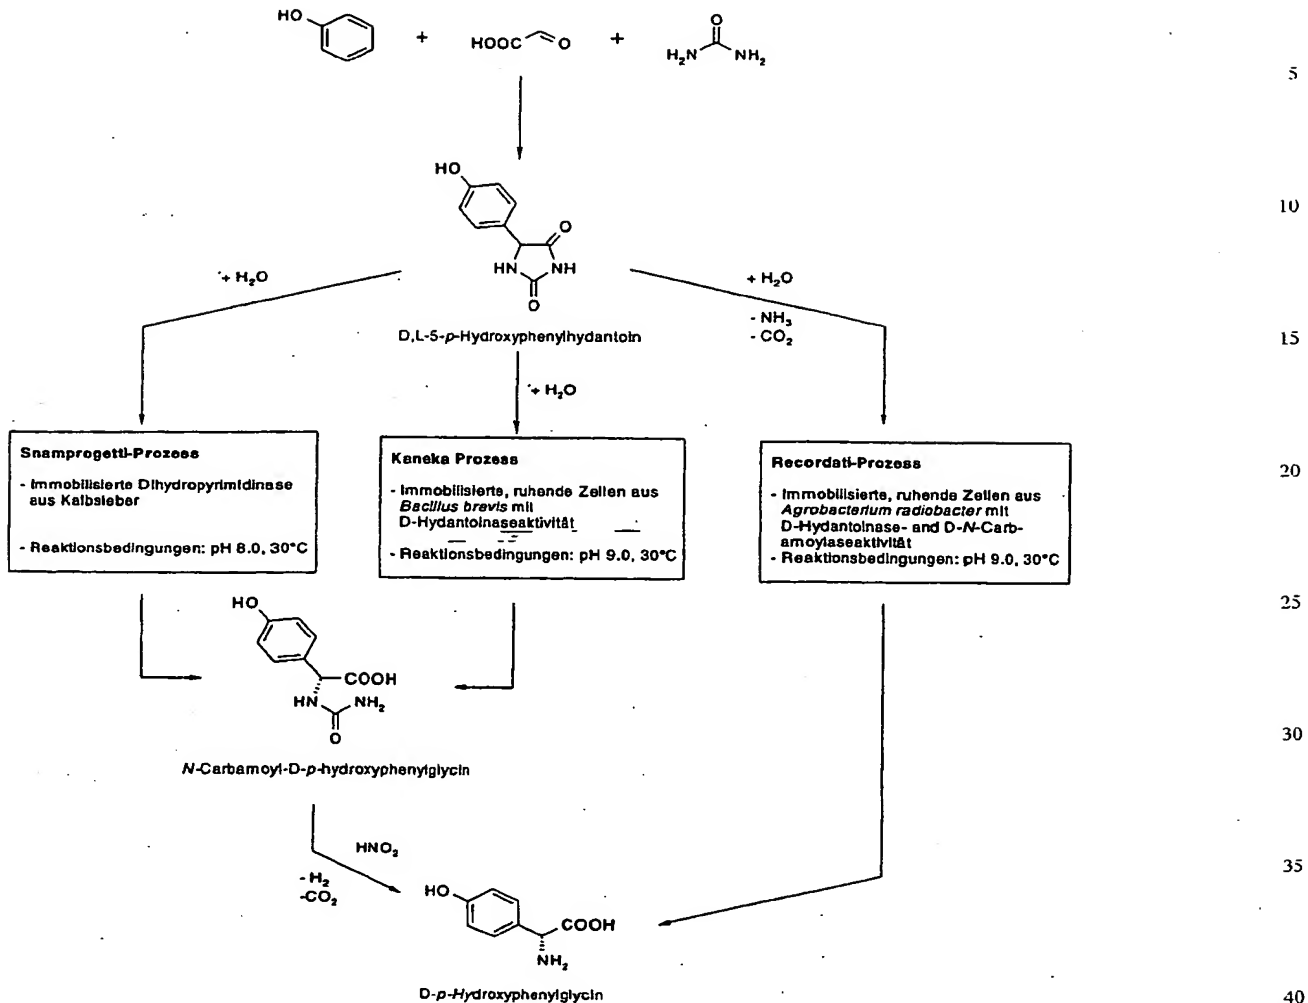 HO
+
HOOC
O
+
O
H₂N
NH₂
5
HO
O
HN
NH
O
10
+ H₂O
+ H₂O
- NH₃
- CO₂
D,L-5-p-Hydroxyphenylhydantoin
15
+ H₂O
Snamprogetti-Prozess
- Immobilisierte Dihydropyrimidinase
aus Kalbsleber
- Reaktionsbedingungen: pH 8.0, 30°C
Kaneka Prozess
- Immobilisierte, ruhende Zellen aus
Bacillus brevis mit
D-Hydantoinaseaktivität
- Reaktionsbedingungen: pH 9.0, 30°C
Recordati-Prozess
- Immobilisierte, ruhende Zellen aus
Agrobacterium radiobacter mit
D-Hydantoinase- and D-N-Carb-
amoylaseaktivität
- Reaktionsbedingungen: pH 9.0, 30°C
20
25
HO
COOH
HN
NH₂
O
30
N-Carbamoyl-D-p-hydroxyphenylglycin
HNO₂
- H₂
-CO₂
35
HO
COOH
NH₂
D-p-Hydroxyphenylglycin
40